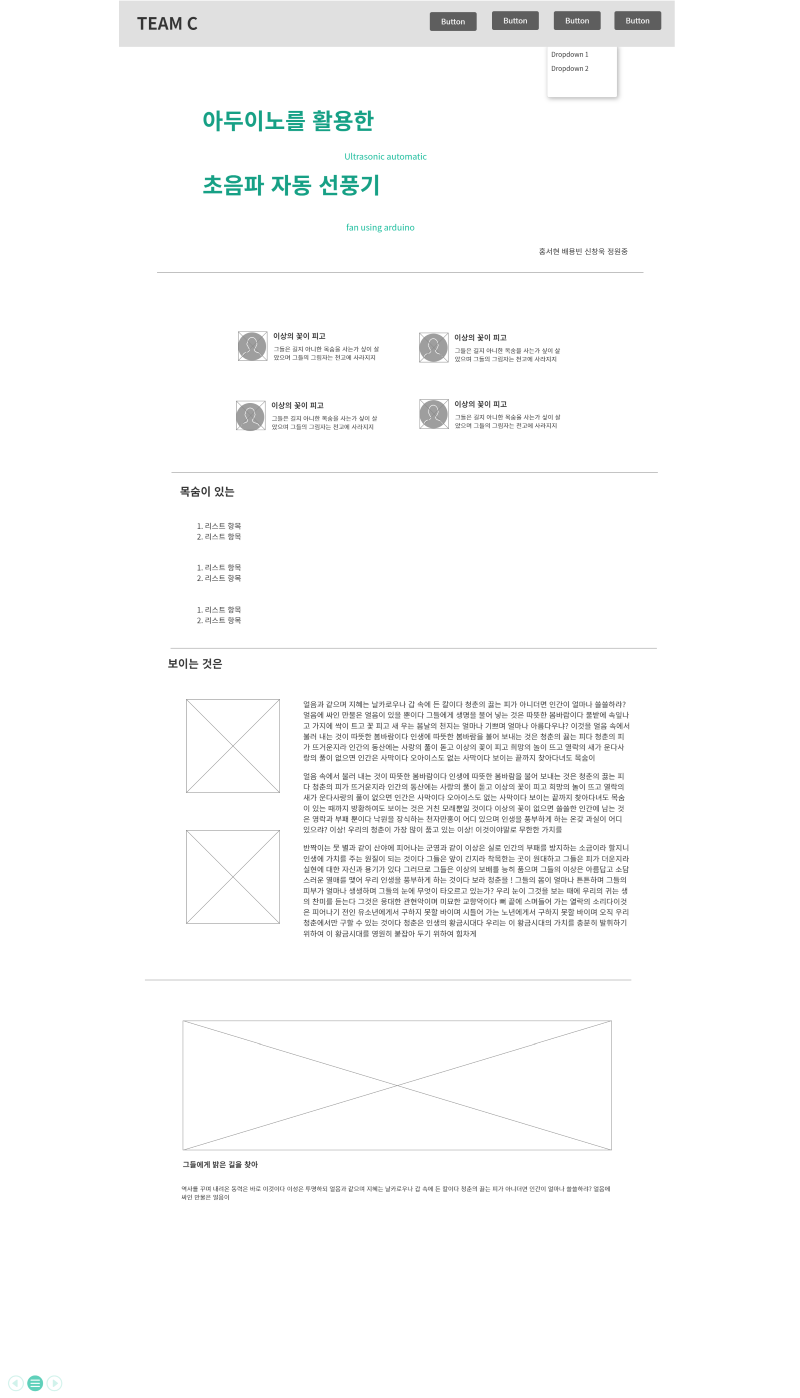 TEAM C
Button
Button
Button
Button
Dropdown 1
Dropdown 2
아두이노를 활용한
Ultrasonic automatic
초음파 자동 선풍기
fan using arduino
홍서현 배용빈 신창욱 정원중
이상의 꽃이 피고
그들은 길지 아니한 목숨을 사는가 싶이 살
았으며 그들의 그림자는 천고에 사라지지
이상의 꽃이 피고
그들은 길지 아니한 목숨을 사는가 싶이 살
았으며 그들의 그림자는 천고에 사라지지
이상의 꽃이 피고
그들은 길지 아니한 목숨을 사는가 싶이 살
았으며 그들의 그림자는 천고에 사라지지
이상의 꽃이 피고
그들은 길지 아니한 목숨을 사는가 싶이 살
았으며 그들의 그림자는 천고에 사라지지
목숨이 있는
1. 리스트 항목
2. 리스트 항목
1. 리스트 항목
2. 리스트 항목
1. 리스트 항목
2. 리스트 항목
보이는 것은
얼음과 같으며 지혜는 날카로우나 갑 속에 든 칼이다 청춘의 끓는 피가 아니더면 인간이 얼마나 쓸쓸하랴?
얼음에 싸인 만물은 얼음이 있을 뿐이다 그들에게 생명을 불어 넣는 것은 따뜻한 봄바람이다 풀밭에 속잎나
고 가지에 싹이 트고 꽃 피고 새 우는 봄날의 천지는 얼마나 기쁘며 얼마나 아름다우냐? 이것을 얼음 속에서
불러 내는 것이 따뜻한 봄바람이다 인생에 따뜻한 봄바람을 불어 보내는 것은 청춘의 끓는 피다 청춘의 피
가 뜨거운지라 인간의 동산에는 사랑의 풀이 돋고 이상의 꽃이 피고 희망의 놀이 뜨고 열락의 새가 운다사
랑의 풀이 없으면 인간은 사막이다 오아이스도 없는 사막이다 보이는 끝까지 찾아다녀도 목숨이
얼음 속에서 불러 내는 것이 따뜻한 봄바람이다 인생에 따뜻한 봄바람을 불어 보내는 것은 청춘의 끓는 피
다 청춘의 피가 뜨거운지라 인간의 동산에는 사랑의 풀이 돋고 이상의 꽃이 피고 희망의 놀이 뜨고 열락의
새가 운다사랑의 풀이 없으면 인간은 사막이다 오아이스도 없는 사막이다 보이는 끝까지 찾아다녀도 목숨
이 있는 때까지 방황하여도 보이는 것은 거친 모래뿐일 것이다 이상의 꽃이 없으면 쓸쓸한 인간에 남는 것
은 영락과 부패 뿐이다 낙원을 장식하는 천자만홍이 어디 있으며 인생을 풍부하게 하는 온갖 과실이 어디
있으랴? 이상! 우리의 청춘이 가장 많이 품고 있는 이상! 이것이야말로 무한한 가치를
반짝이는 뭇 별과 같이 산야에 피어나는 군영과 같이 이상은 실로 인간의 부패를 방지하는 소금이라 할지니
인생에 가치를 주는 원질이 되는 것이다 그들은 앞이 긴지라 착목한는 곳이 원대하고 그들은 피가 더운지라
실현에 대한 자신과 용기가 있다 그러므로 그들은 이상의 보배를 능히 품으며 그들의 이상은 아름답고 소담
스러운 열매를 맺어 우리 인생을 풍부하게 하는 것이다 보라 청춘을 ! 그들의 몸이 얼마나 튼튼하며 그들의
피부가 얼마나 생생하며 그들의 눈에 무엇이 타오르고 있는가? 우리 눈이 그것을 보는 때에 우리의 귀는 생
의 찬미를 듣는다 그것은 웅대한 관현악이며 미묘한 교향악이다 뼈 끝에 스며들어 가는 열락의 소리다이것
은 피어나기 전인 유소년에게서 구하지 못할 바이며 시들어 가는 노년에게서 구하지 못할 바이며 오직 우리
청춘에서만 구할 수 있는 것이다 청춘은 인생의 황금시대다 우리는 이 황금시대의 가치를 충분히 발휘하기
위하여 이 황금시대를 영원히 붙잡아 두기 위하여 힘차게
그들에게 밝은 길을 찾아
역사를 꾸며 내려온 동력은 바로 이것이다 이성은 투명하되 얼음과 같으며 지혜는 날카로우나 갑 속에 든 칼이다 청춘의 끓는 피가 아니더면 인간이 얼마나 쓸쓸하랴? 얼음에
싸인 만물은 얼음이